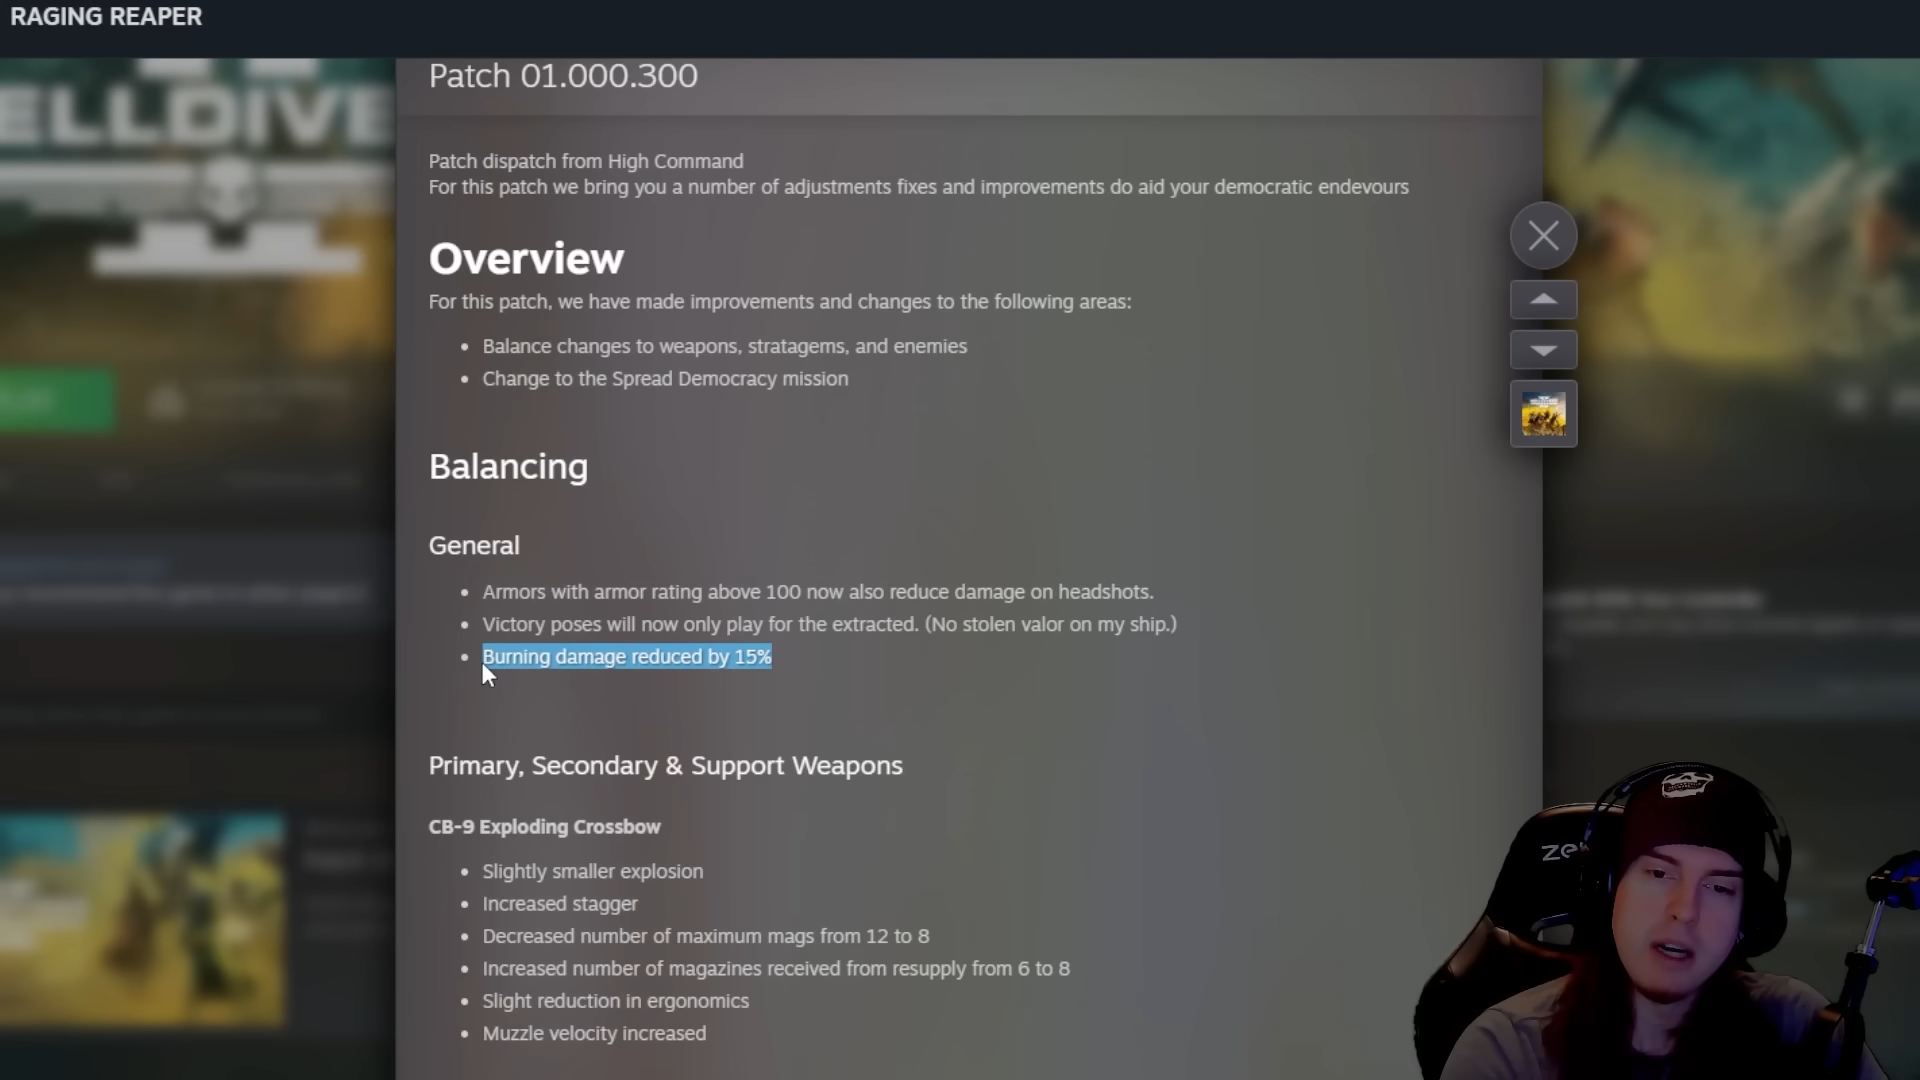 RAGING REAPER
Patch 01.000.300
ELLDIVE
Patch dispatch from High Command
For this patch we bring you a number of adjustments fixes and improvements do aid your democratic endevours
Overview
For this patch, we have made improvements and changes to the following areas:
Balance changes to weapons, stratagems, and enemies
Change to the Spread Democracy mission
Balancing
General
Armors with armor rating above 100 now also reduce damage on headshots.
Victory poses will now only play for the extracted. (No stolen valor on my ship.)
Burning damage reduced by 15%
Primary, Secondary & Support Weapons
CB-9 Exploding Crossbow
Slightly smaller explosion
Increased stagger
Decreased number of maximum mags from 12 to 8
Increased number of magazines received from resupply from 6 to 8
Slight reduction in ergonomics
Muzzle velocity increased